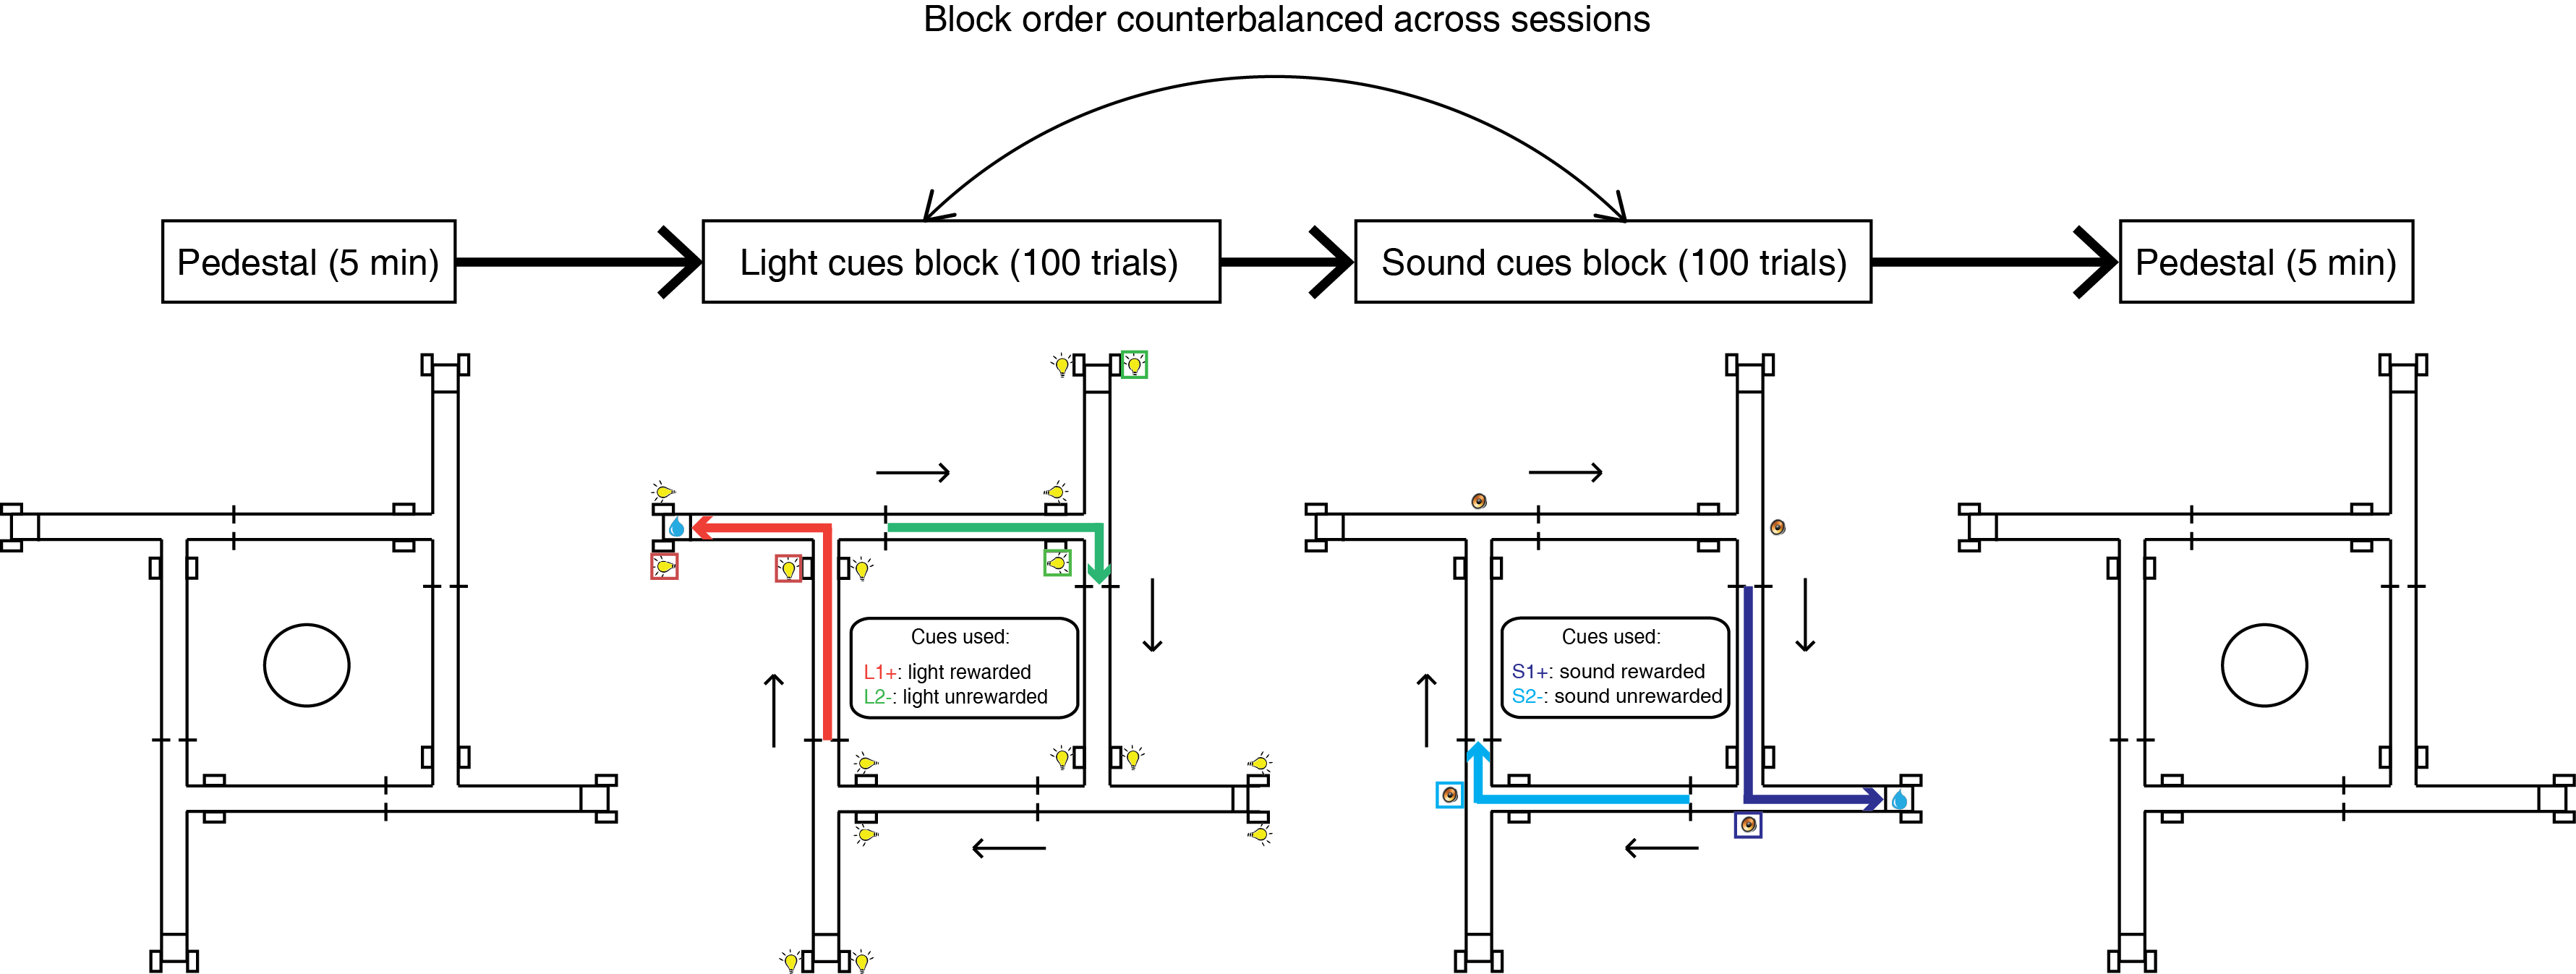 Block order counterbalanced across sessions
Pedestal (5 min)
Light cues block (100 trials)
Sound cues block (100 trials)
Pedestal (5 min)
Cues used:
L1+: light rewarded
L2-: light unrewarded
Cues used:
S1+: sound rewarded
S2-: sound unrewarded